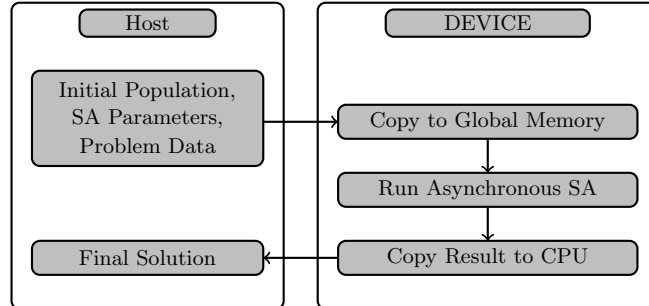 Host
DEVICE
Initial Population,
SA Parameters,
Problem Data
Copy to Global Memory
Run Asynchronous SA
Final Solution
Copy Result to CPU